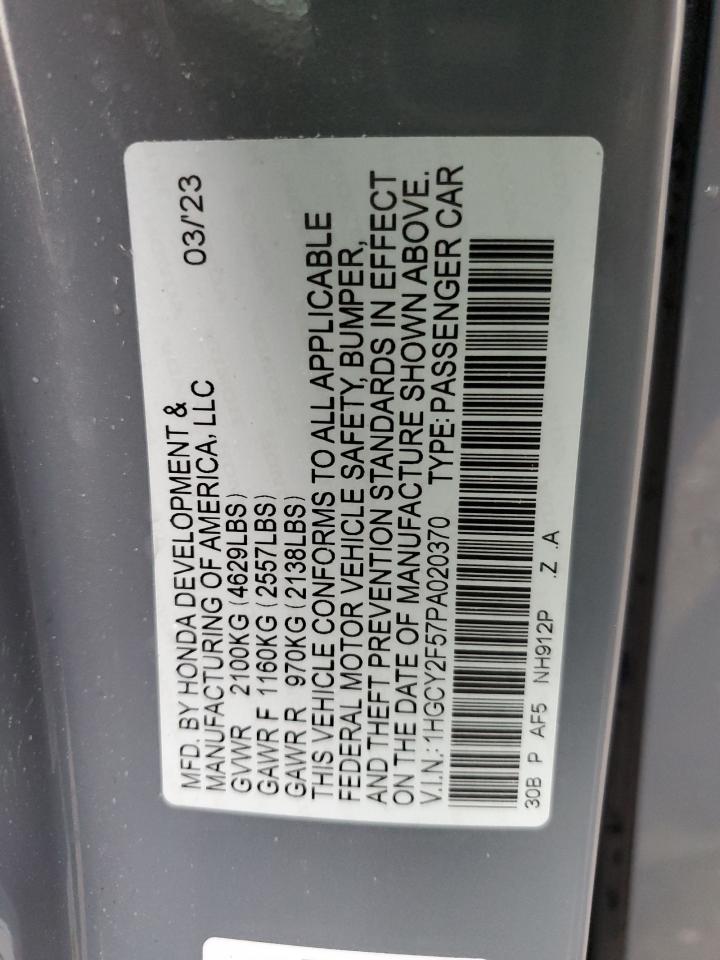 MFD. BY HONDA DEVELOPMENT &
MANUFACTURING OF AMERICA, LLC 03/'23
GVWR 2100KG (4629LBS)
GAWR F 1160KG (2557LBS)
GAWR R 970KG (2138LBS)
THIS VEHICLE CONFORMS TO ALL APPLICABLE
FEDERAL MOTOR VEHICLE SAFETY, BUMPER,
AND THEFT PREVENTION STANDARDS IN EFFECT
ON THE DATE OF MANUFACTURE SHOWN ABOVE.
V.I.N.: 1HGCY2F57PA020370 TYPE: PASSENGER CAR
30B P AF5 NH912P .Z .A